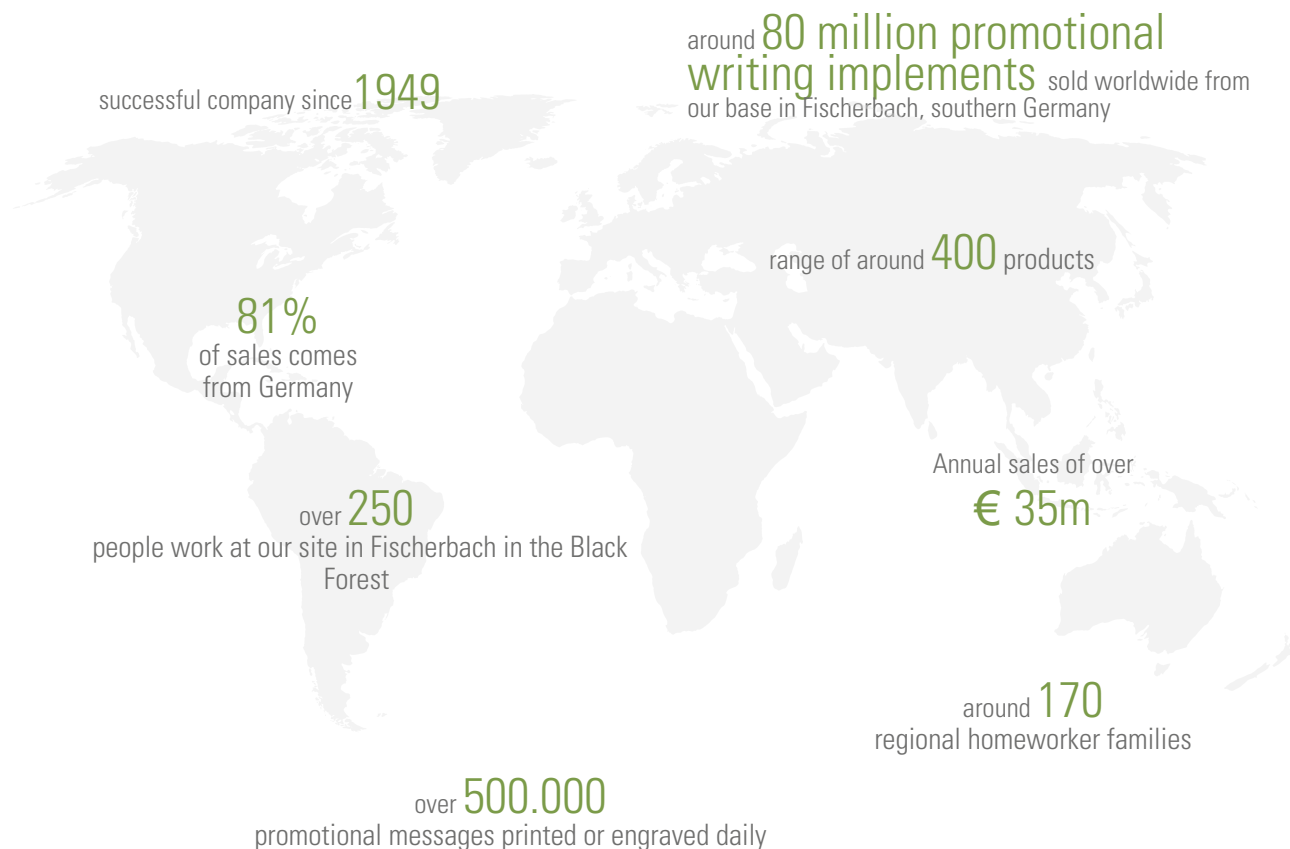 successful company since 1949
around 80 million promotional
writing implements sold worldwide from
our base in Fischerbach, southern Germany
range of around 400 products
81%
of sales comes
from Germany
Annual sales of over
€ 35m
over 250
people work at our site in Fischerbach in the Black
Forest
around 170
regional homeworker families
over 500.000
promotional messages printed or engraved daily